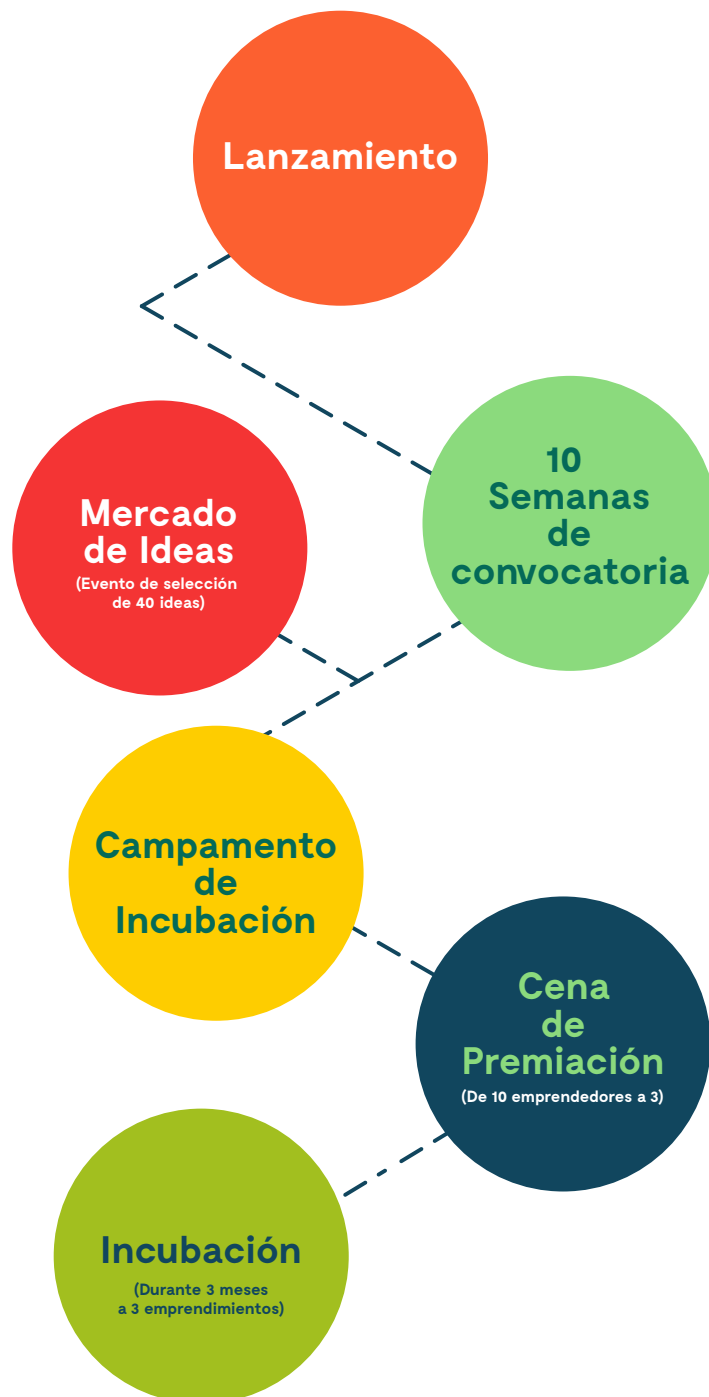 Lanzamiento
10
Semanas
de
convocatoria
Mercado
de Ideas
(Evento de selección
de 40 ideas)
Campamento
de
Incubación
Cena
de
Premiación
(De 10 emprendedores a 3)
Incubación
(Durante 3 meses
a 3 emprendimientos)